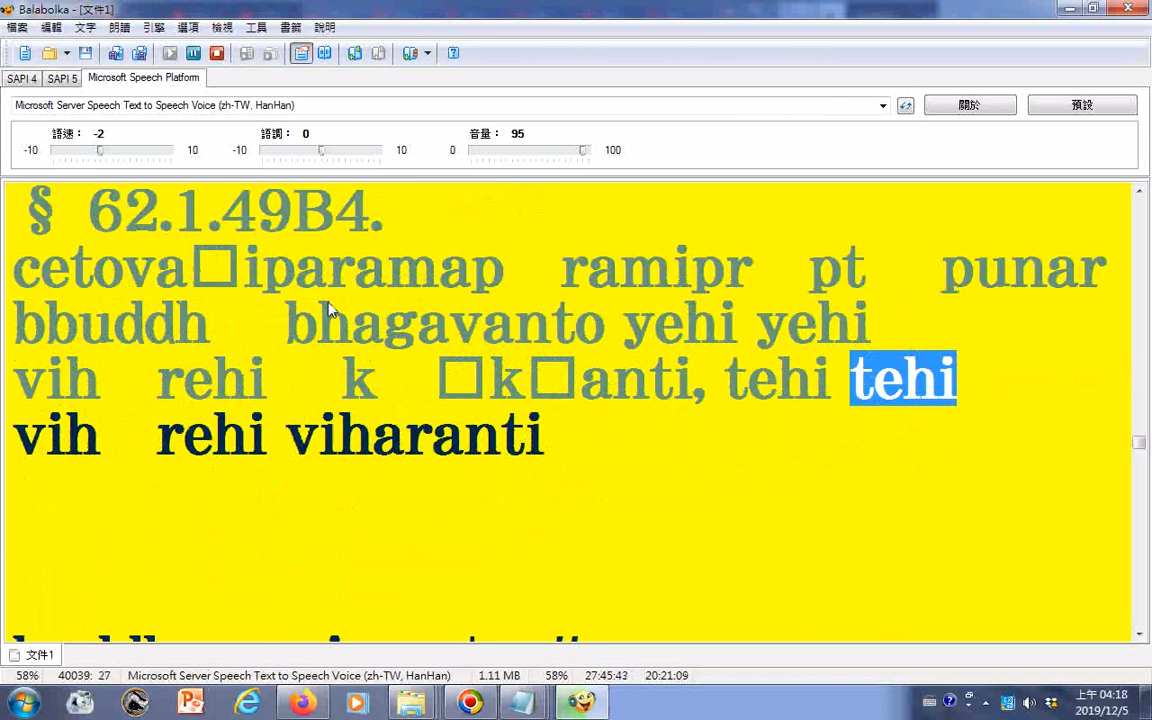 Balabolka - [文件1]
檔案 編輯 文字 朗讀 引擎 選項 檢視 工具 書籤 說明
SAPI 4 SAPI 5 Microsoft Speech Platform
Microsoft Server Speech Text to Speech Voice (zh-TW, HanHan) 關於 預設
語速： -2 語調： 0 音量： 95
-10 10 -10 10 0 100
§ 62.1.49B4.
cetova□iparamap ramipr pt punar
bbuddh bhagavanto yehi yehi
vih rehi k □k□anti, tehi tehi
vih rehi viharanti
文件1
58% 40039: 27 Microsoft Server Speech Text to Speech Voice (zh-TW, HanHan) 1.11 MB 58% 27:45:43 20:21:09
上午 04:18
2019/12/5